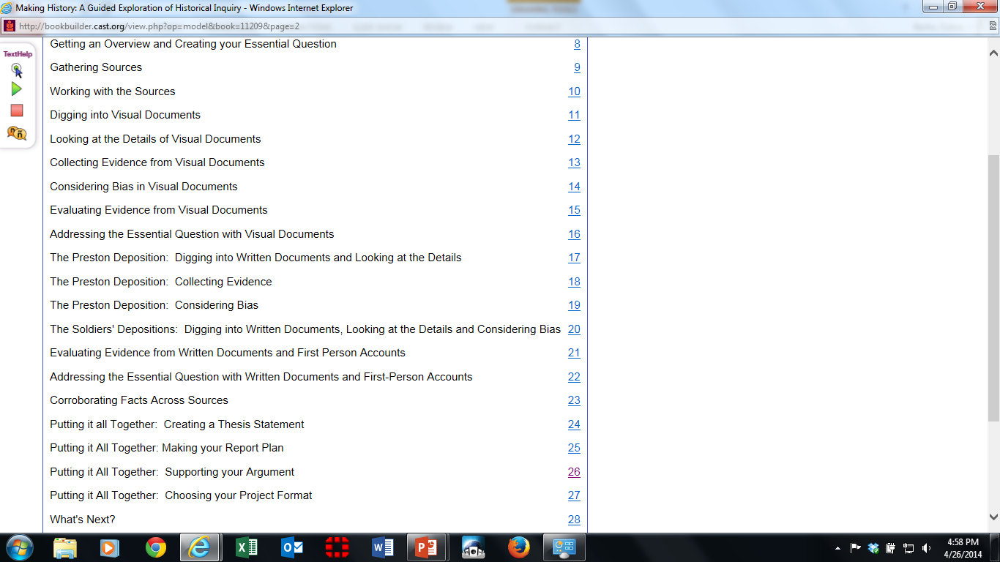 Making History: A Guided Exploration of Historical Inquiry - Windows Internet Explorer
http://bookbuilder.cast.org/view.php?op=model&book=11209&page=2
TextHelp
Getting an Overview and Creating your Essential Question 8
Gathering Sources 9
Working with the Sources 10
Digging into Visual Documents 11
Looking at the Details of Visual Documents 12
Collecting Evidence from Visual Documents 13
Considering Bias in Visual Documents 14
Evaluating Evidence from Visual Documents 15
Addressing the Essential Question with Visual Documents 16
The Preston Deposition:  Digging into Written Documents and Looking at the Details 17
The Preston Deposition:  Collecting Evidence 18
The Preston Deposition:  Considering Bias 19
The Soldiers' Depositions:  Digging into Written Documents, Looking at the Details and Considering Bias 20
Evaluating Evidence from Written Documents and First Person Accounts 21
Addressing the Essential Question with Written Documents and First-Person Accounts 22
Corroborating Facts Across Sources 23
Putting it all Together:  Creating a Thesis Statement 24
Putting it All Together: Making your Report Plan 25
Putting it All Together:  Supporting your Argument 26
Putting it All Together:  Choosing your Project Format 27
What's Next? 28
4:58 PM
4/26/2014